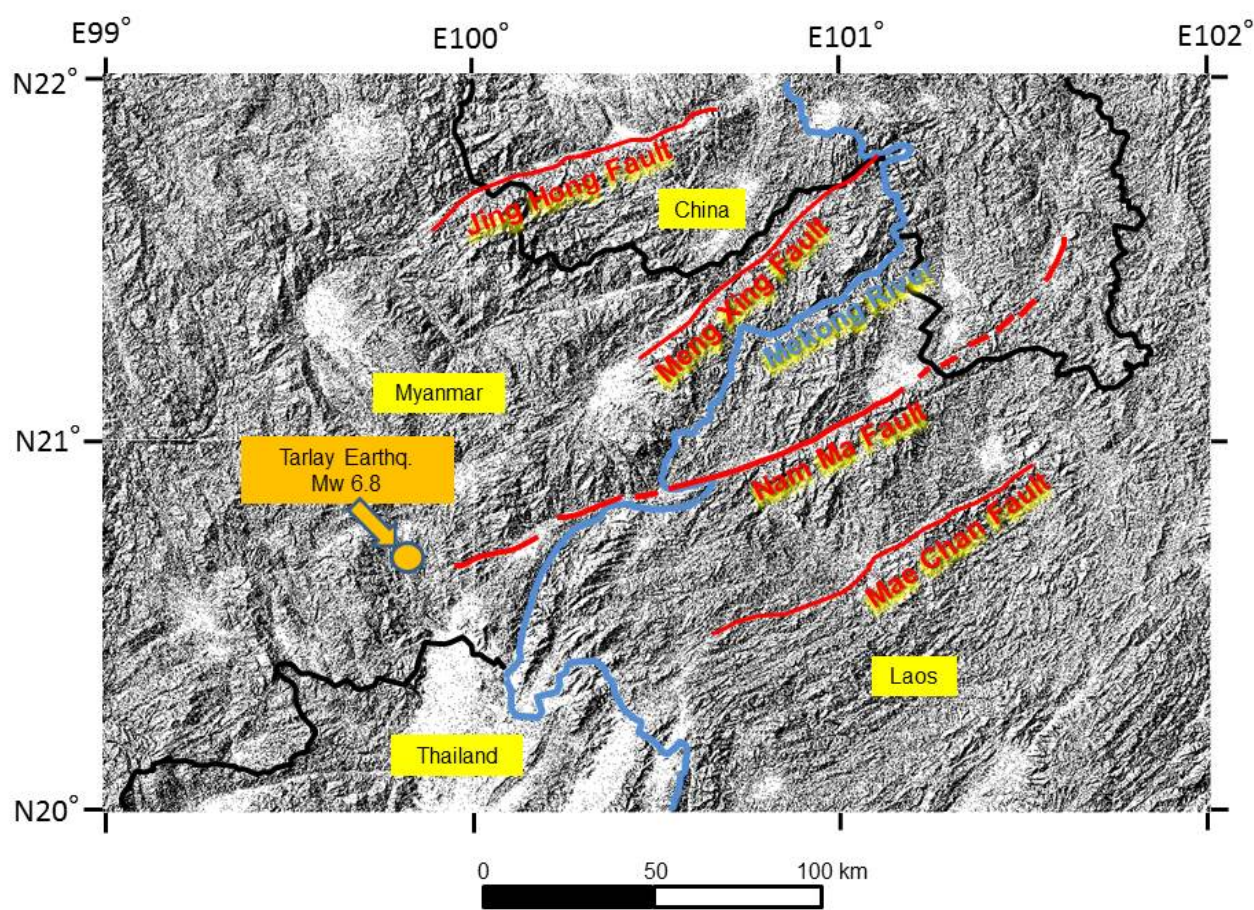 E99° E100° E101° E102°
N22°
Jing Hong Fault
China
Meng Xing Fault
Mekong River
Myanmar
N21°
Tarlay Earthq.
Mw 6.8
Nam Ma Fault
Mae Chan Fault
Laos
Thailand
N20°
0 50 100 km